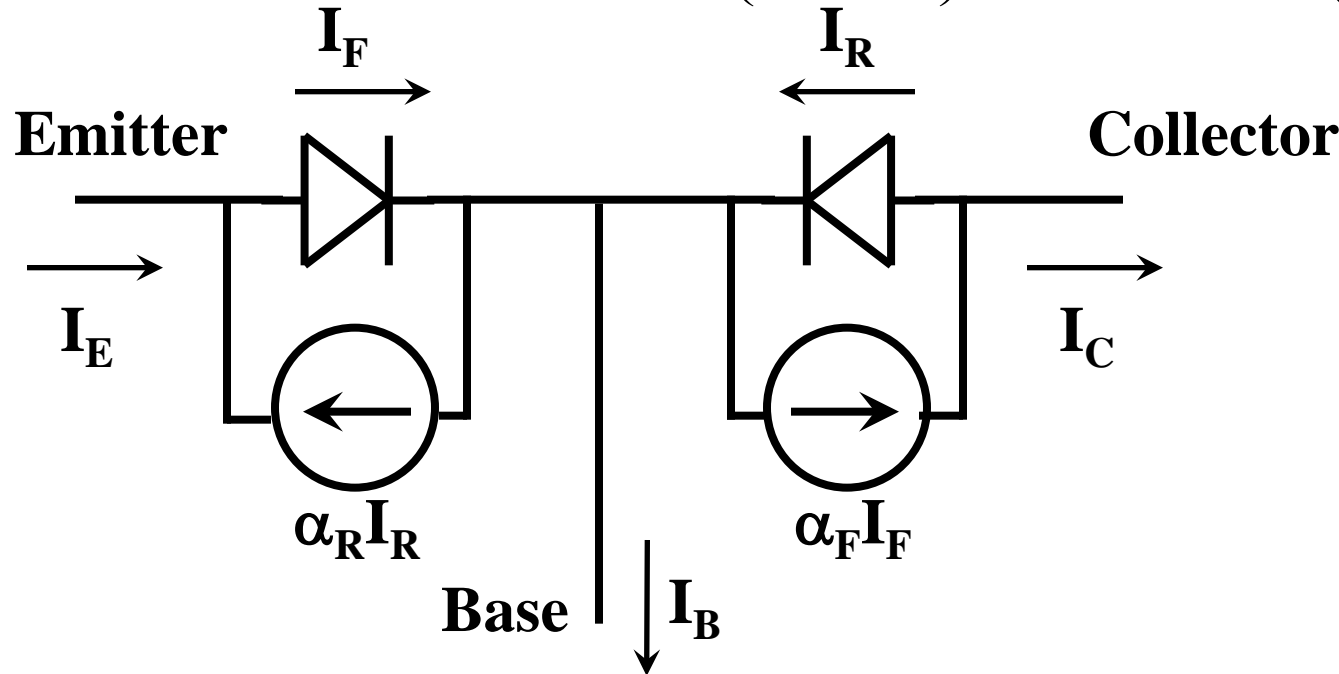 I_F
I_R
Emitter
Collector
I_E
I_C
α_R I_R
α_F I_F
Base
I_B